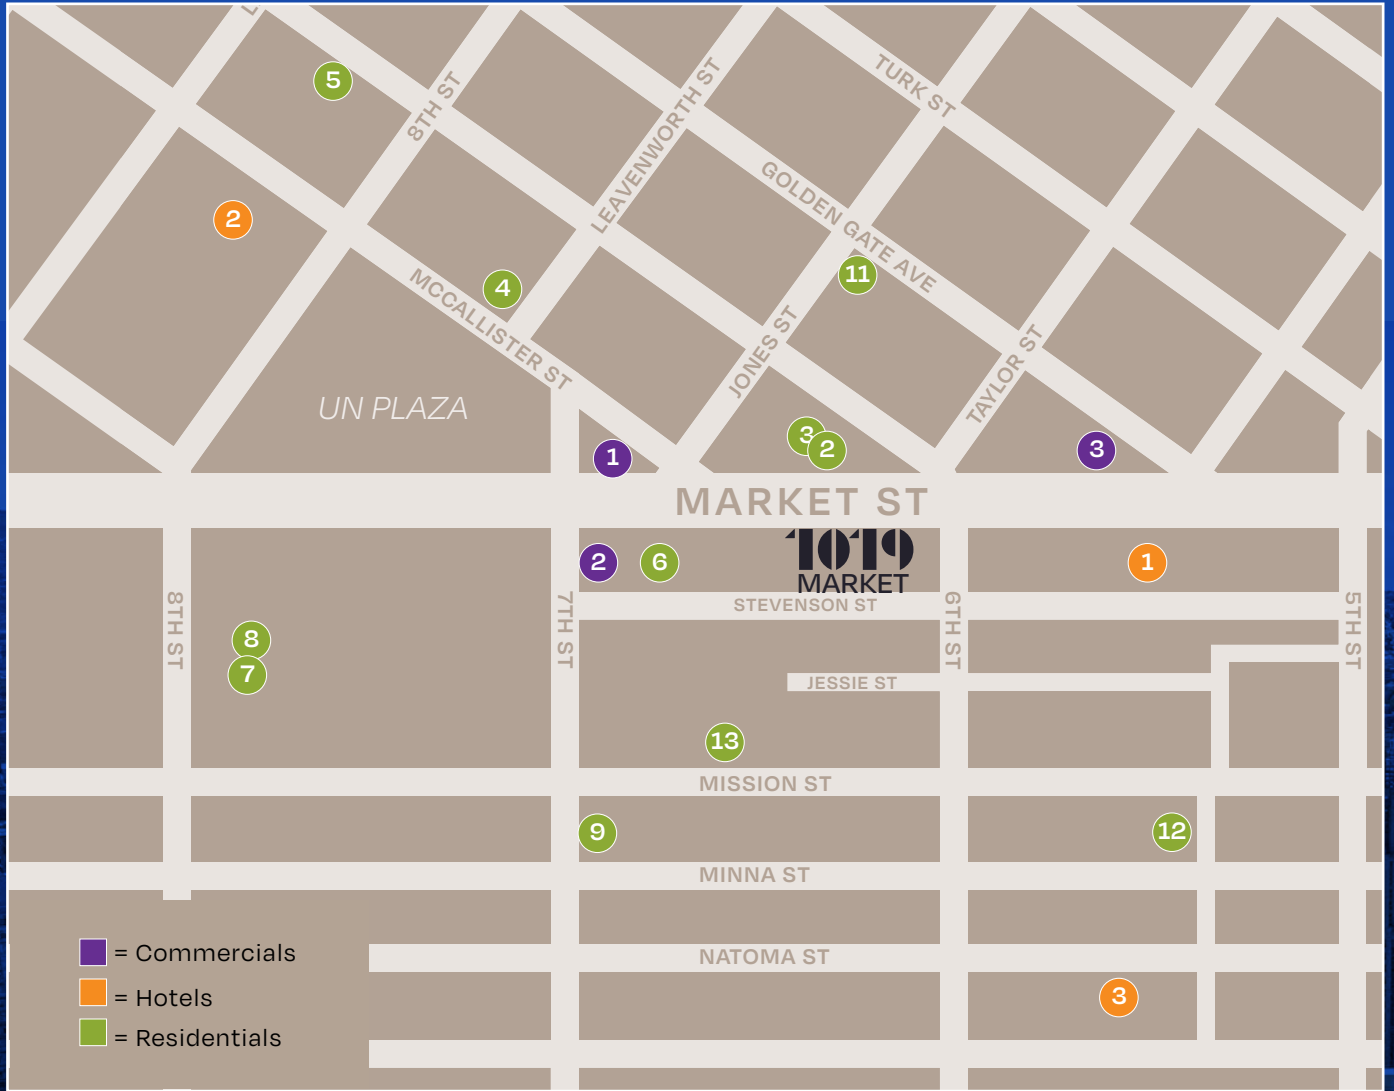 5
8TH ST
LEAVENWORTH ST
TURK ST
2
GOLDEN GATE AVE
4
11
MCCALLISTER ST
JONES ST
TAYLOR ST
UN PLAZA
1
3
2
3
MARKET ST
2
6
1019
MARKET
1
STEVENSON ST
8TH ST
7TH ST
6TH ST
5TH ST
8
7
JESSIE ST
13
MISSION ST
9
12
MINNA ST
= Commercials
NATOMA ST
= Hotels
3
= Residentials